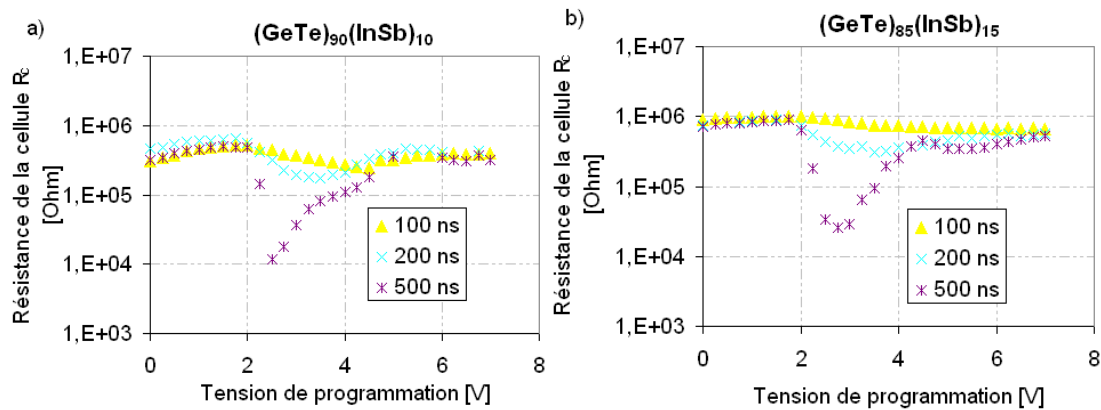 a)
(GeTe)90(InSb)10
Résistance de la cellule Rc
[Ohm]
1,E+07
1,E+06
1,E+05
1,E+04
1,E+03
100 ns
200 ns
500 ns
0 2 4 6 8
Tension de programmation [V]
b)
(GeTe)85(InSb)15
Résistance de la cellule Rc
[Ohm]
1,E+07
1,E+06
1,E+05
1,E+04
1,E+03
100 ns
200 ns
500 ns
0 2 4 6 8
Tension de programmation [V]